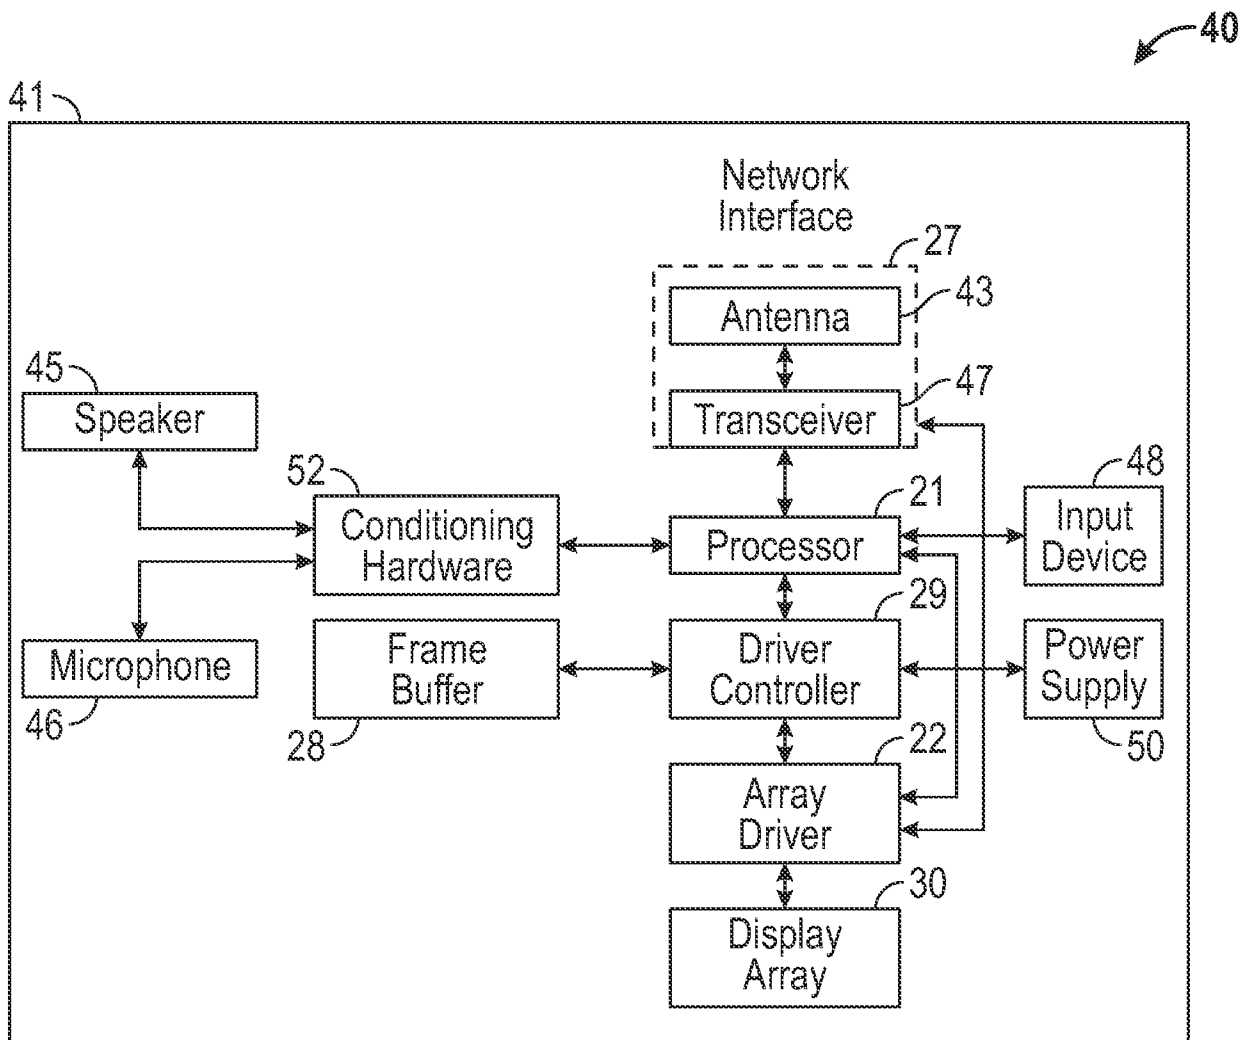 40
41
Network
Interface
27
Antenna
43
45
Speaker
Transceiver
47
52
Conditioning
Hardware
21
Processor
48
Input
Device
29
Microphone
46
Frame
Buffer
28
Driver
Controller
Power
Supply
50
22
Array
Driver
30
Display
Array